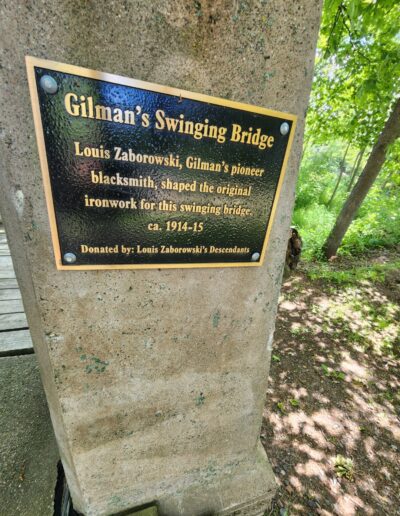 Gilman's Swinging Bridge
Louis Zaborowski, Gilman's pioneer
blacksmith, shaped the original
ironwork for this swinging bridge.
ca. 1914-15
Donated by: Louis Zaborowski's Descendants